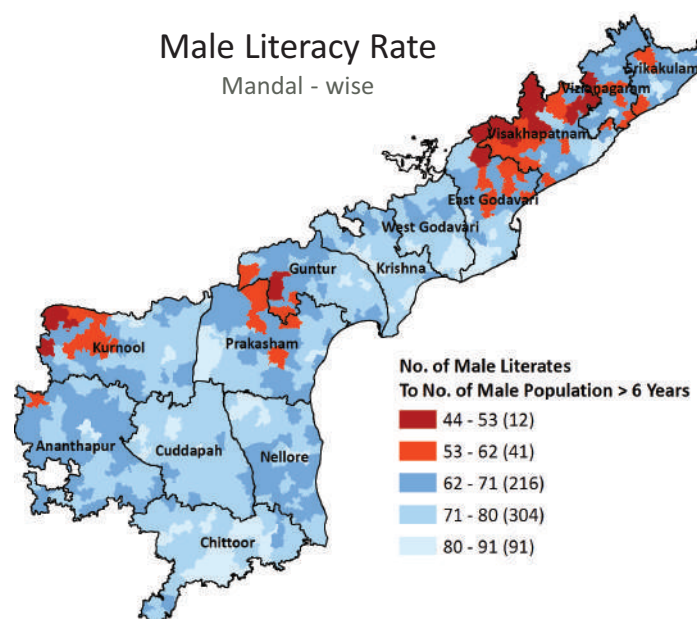 Male Literacy Rate
Mandal - wise
Srikakulam
Vizianagaram
Visakhapatnam
East Godavari
West Godavari
Krishna
Guntur
Prakasham
Kurnool
Ananthapur
Cuddapah
Nellore
Chittoor
No. of Male Literates
To No. of Male Population > 6 Years
44 - 53 (12)
53 - 62 (41)
62 - 71 (216)
71 - 80 (304)
80 - 91 (91)